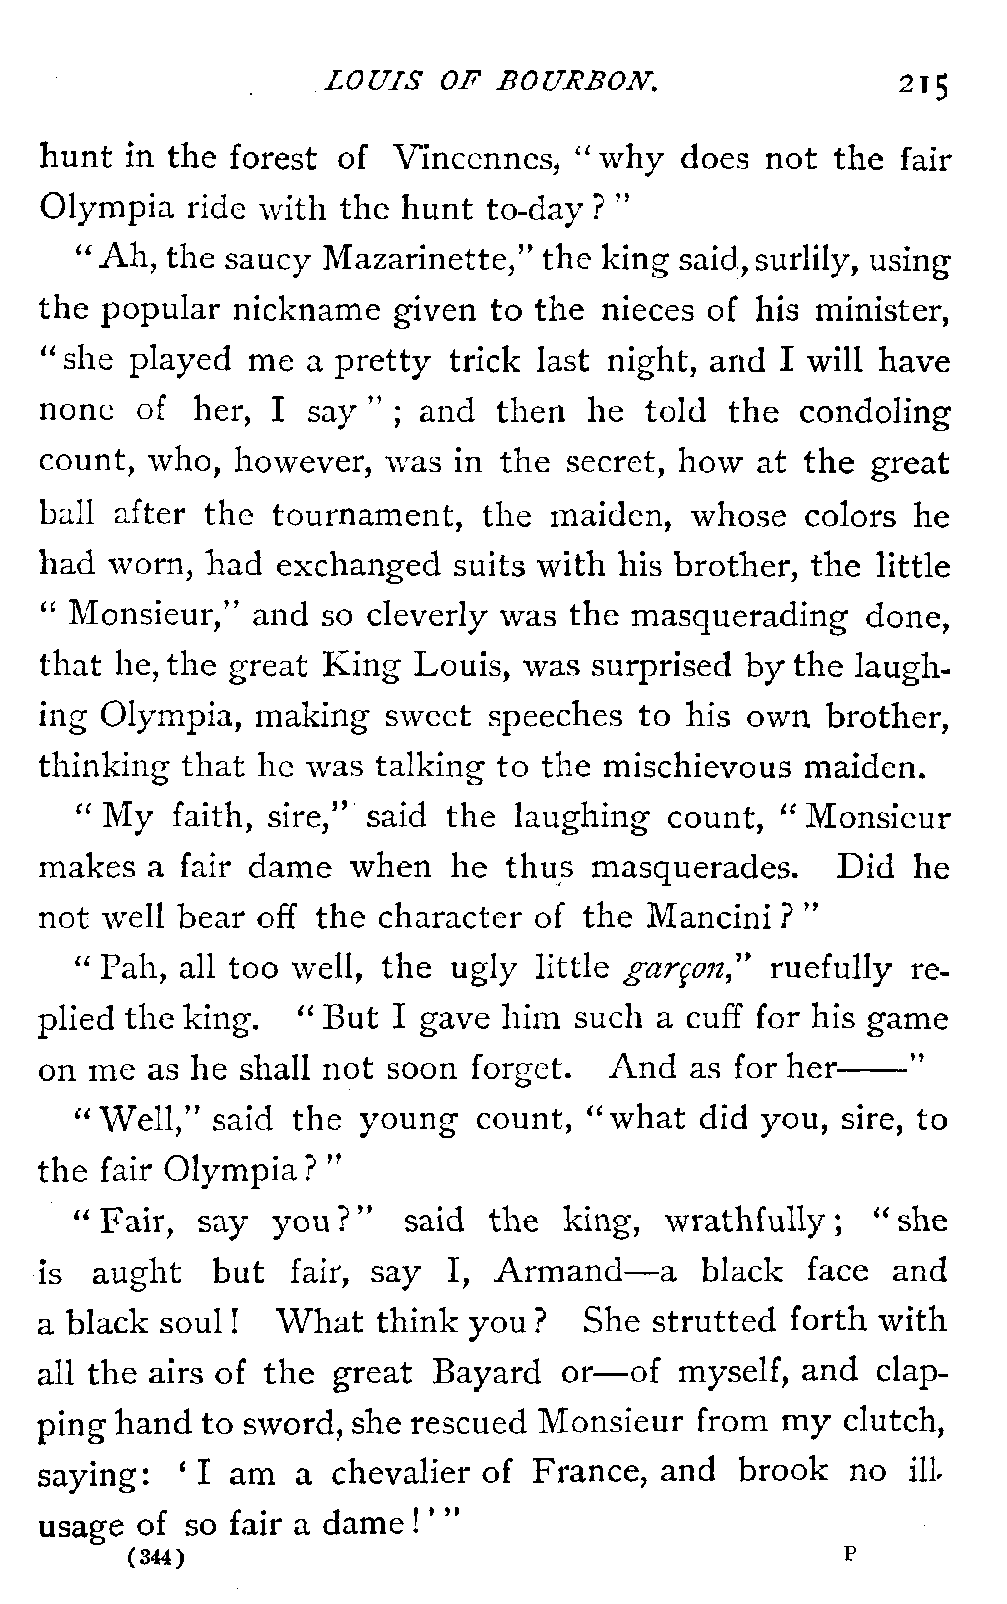 LOUIS OF BOURBON. 215
hunt in the forest of Vincennes, “why does not the fair
Olympia ride with the hunt to-day?”
“Ah, the saucy Mazarinette,” the king said, surlily, using
the popular nickname given to the nieces of his minister,
“she played me a pretty trick last night, and I will have
none of her, I say”; and then he told the condoling
count, who, however, was in the secret, how at the great
ball after the tournament, the maiden, whose colors he
had worn, had exchanged suits with his brother, the little
“Monsieur,” and so cleverly was the masquerading done,
that he, the great King Louis, was surprised by the laugh-
ing Olympia, making sweet speeches to his own brother,
thinking that he was talking to the mischievous maiden.
“My faith, sire,” said the laughing count, “Monsieur
makes a fair dame when he thus masquerades. Did he
not well bear off the character of the Mancini?”
“Pah, all too well, the ugly little garçon,” ruefully re-
plied the king. “But I gave him such a cuff for his game
on me as he shall not soon forget. And as for her——”
“Well,” said the young count, “what did you, sire, to
the fair Olympia?”
“Fair, say you?” said the king, wrathfully; “she
is aught but fair, say I, Armand—a black face and
a black soul! What think you? She strutted forth with
all the airs of the great Bayard or—of myself, and clap-
ping hand to sword, she rescued Monsieur from my clutch,
saying: ‘I am a chevalier of France, and brook no ill-
usage of so fair a dame!’”
(344) P